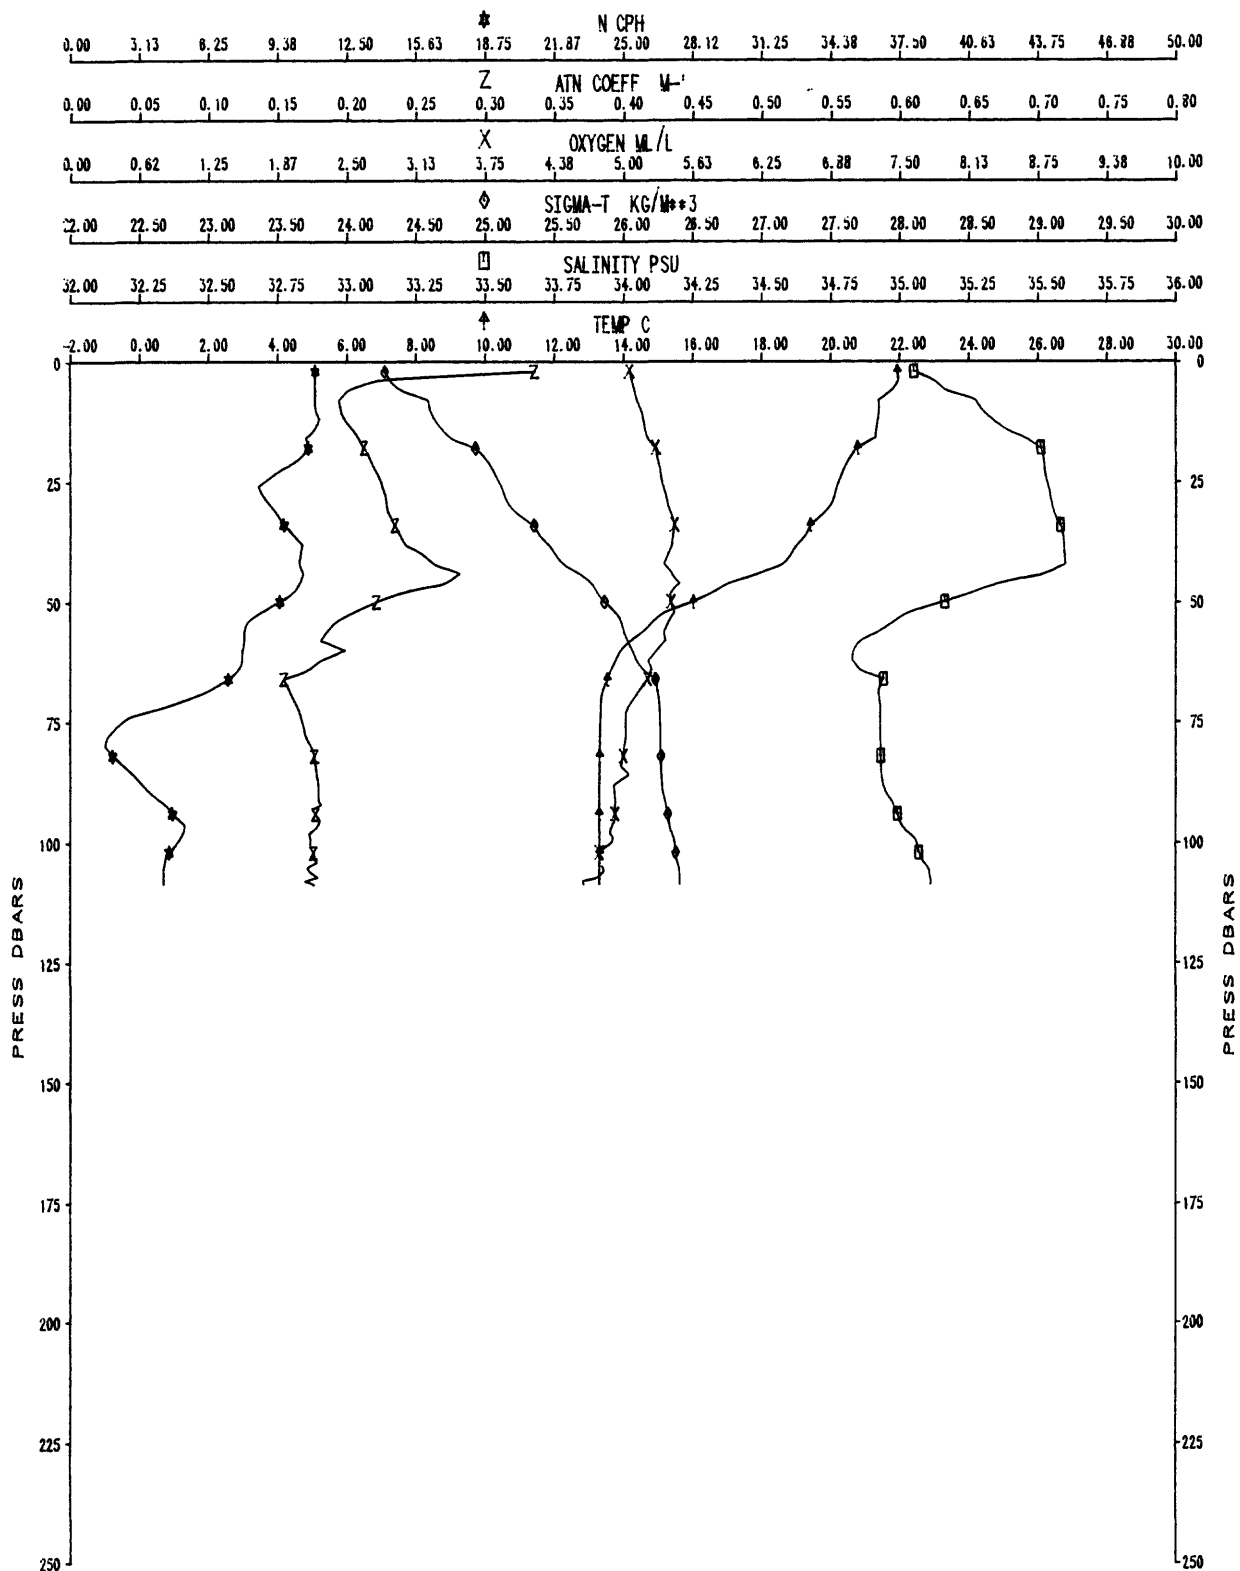 N CPH
0.00 3.13 6.25 9.38 12.50 15.63 18.75 21.87 25.00 28.12 31.25 34.38 37.50 40.63 43.75 46.88 50.00
Z ATN COEFF M-¹
0.00 0.05 0.10 0.15 0.20 0.25 0.30 0.35 0.40 0.45 0.50 0.55 0.60 0.65 0.70 0.75 0.80
X OXYGEN ML/L
0.00 0.62 1.25 1.87 2.50 3.13 3.75 4.38 5.00 5.63 6.25 6.88 7.50 8.13 8.75 9.38 10.00
SIGMA-T KG/M**3
22.00 22.50 23.00 23.50 24.00 24.50 25.00 25.50 26.00 26.50 27.00 27.50 28.00 28.50 29.00 29.50 30.00
SALINITY PSU
32.00 32.25 32.50 32.75 33.00 33.25 33.50 33.75 34.00 34.25 34.50 34.75 35.00 35.25 35.50 35.75 36.00
TEMP C
-2.00 0.00 2.00 4.00 6.00 8.00 10.00 12.00 14.00 16.00 18.00 20.00 22.00 24.00 26.00 28.00 30.00
0 0
25 25
50 50
75 75
100 100
PRESS DBARS PRESS DBARS
125 125
150 150
175 175
200 200
225 225
250 250